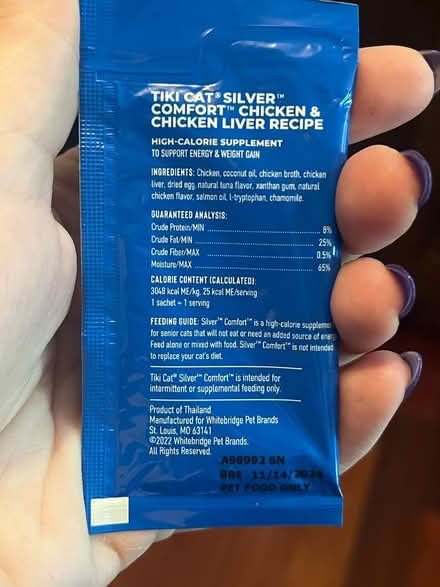 TIKI CAT® SILVER™
COMFORT™ CHICKEN &
CHICKEN LIVER RECIPE
HIGH-CALORIE SUPPLEMENT
TO SUPPORT ENERGY & WEIGHT GAIN
INGREDIENTS: Chicken, coconut oil, chicken broth, chicken
liver, dried egg, natural tuna flavor, xanthan gum, natural
chicken flavor, salmon oil, l-tryptophan, chamomile.
GUARANTEED ANALYSIS:
Crude Protein/MIN 8%
Crude Fat/MIN 25%
Crude Fiber/MAX 0.5%
Moisture/MAX 65%
CALORIE CONTENT (CALCULATED):
3048 kcal ME/kg, 25 kcal ME/serving
1 sachet = 1 serving
FEEDING GUIDE: Silver™ Comfort™ is a high-calorie supplement
for senior cats that will not eat or need an added source of
Feed alone or mixed with food. Silver™ Comfort™ is not intended
to replace your cat's diet.
Tiki Cat® Silver™ Comfort™ is intended for
intermittent or supplemental feeding only.
Product of Thailand
Manufactured for Whitebridge Pet Brands
St. Louis, MO 63141
©2022 Whitebridge Pet Brands.
All Rights Reserved.
A98992 6N
BBE 11/14/2024
PET FOOD ONLY